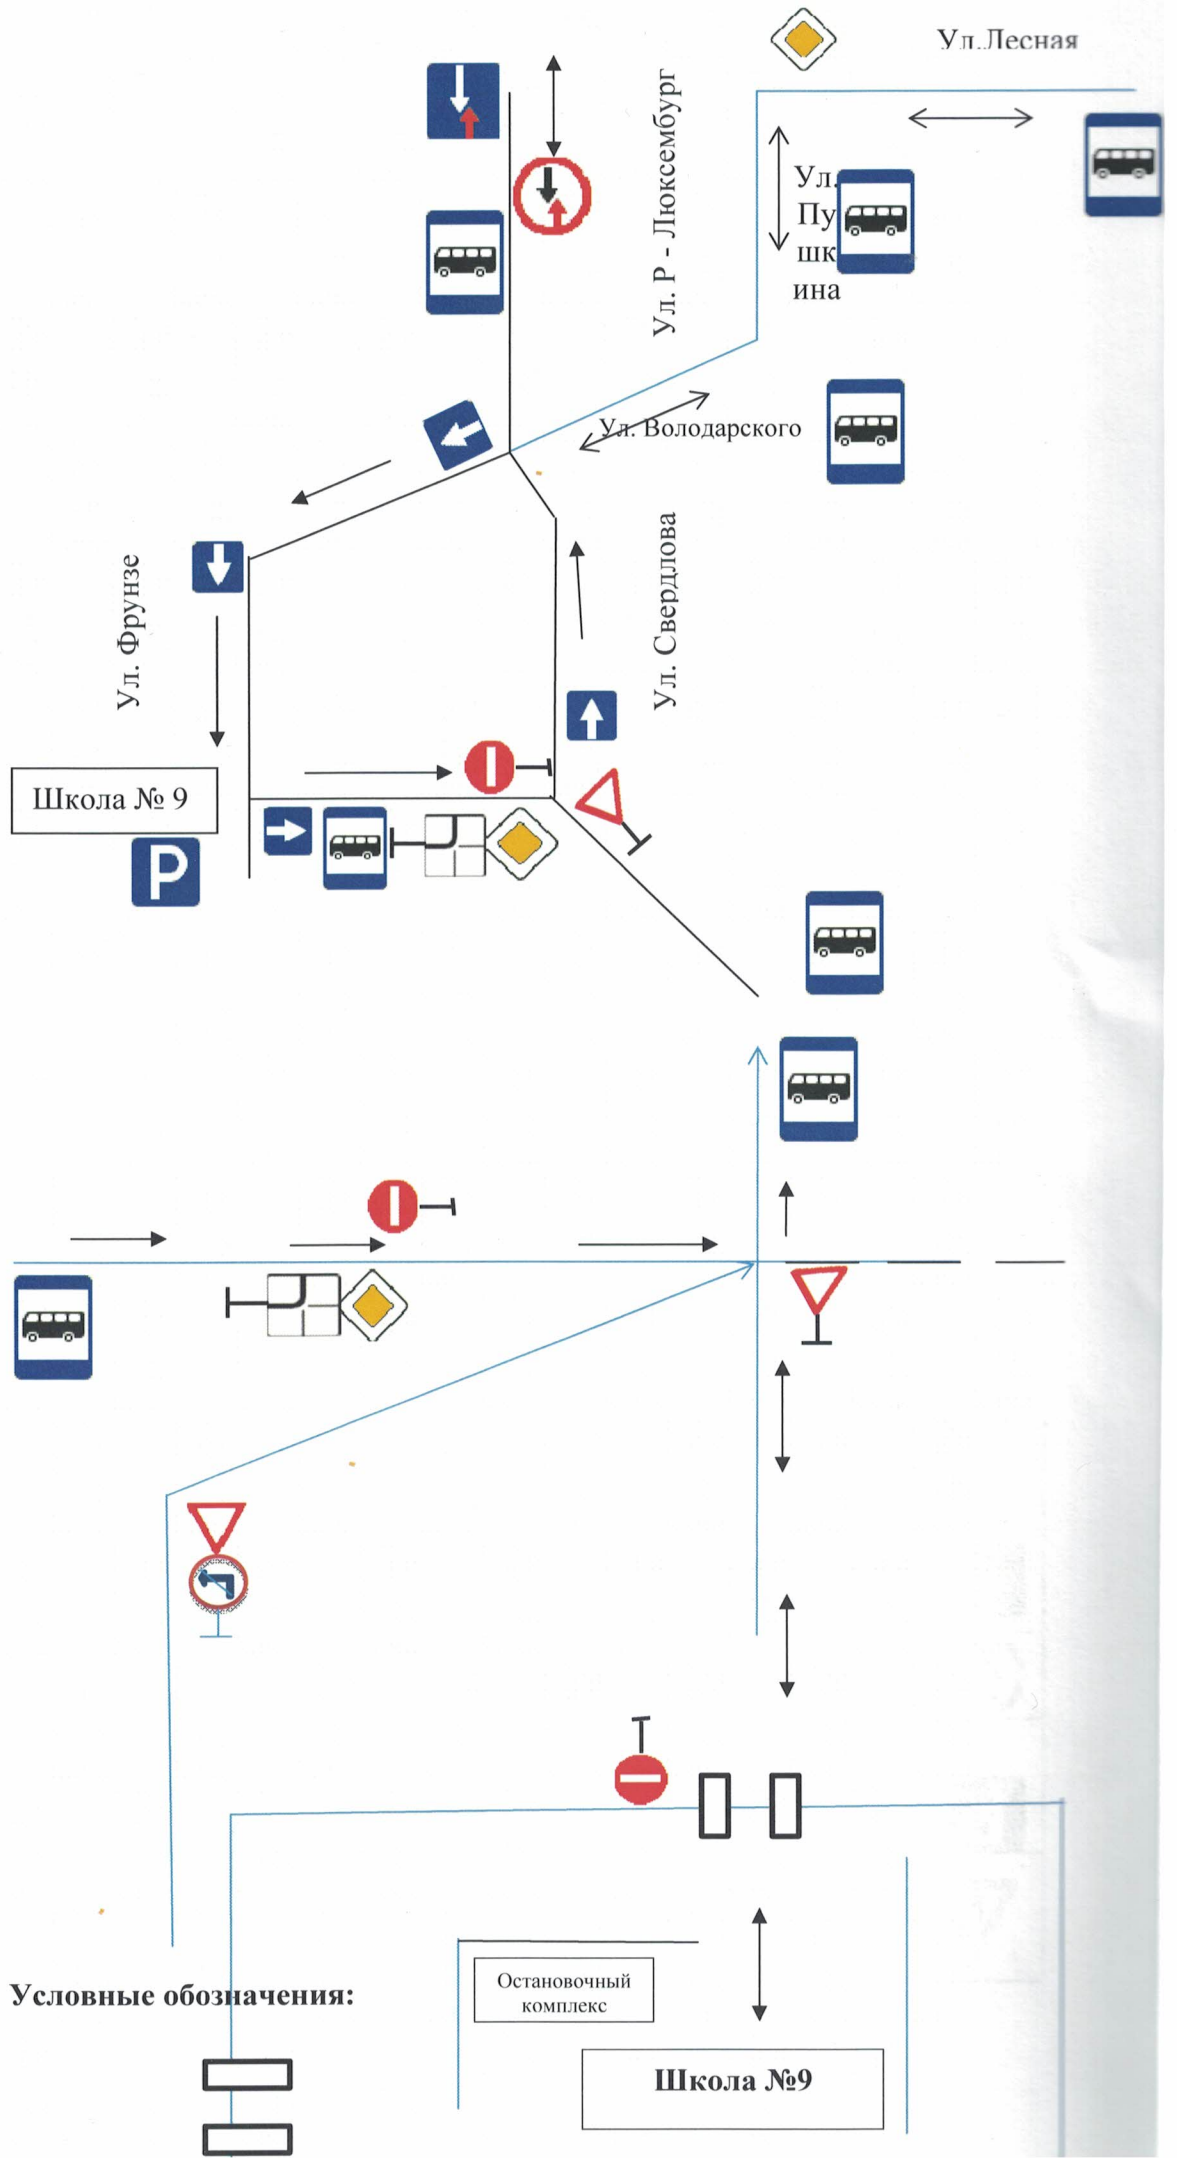 Ул.Лесная
Ул. Р - Люксембург
Ул.
Пу
шк
ина
Ул. Володарского
Ул. Фрунзе
Ул. Свердлова
Школа № 9
P
Условные обозначения:
Остановочный
комплекс
Школа №9